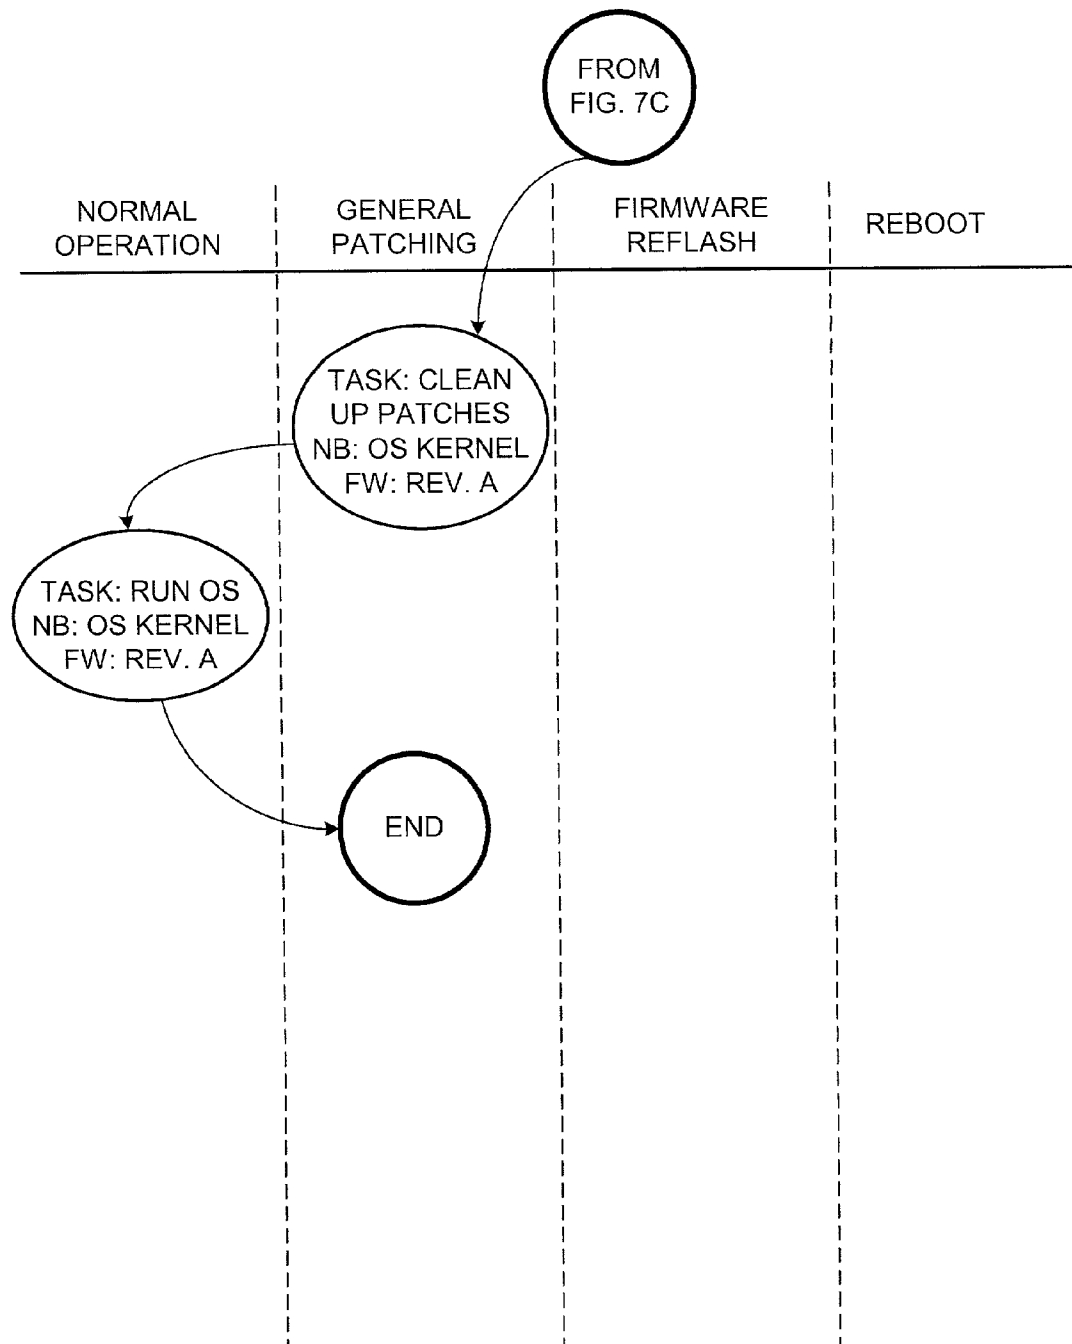 FROM
FIG. 7C
NORMAL
OPERATION
GENERAL
PATCHING
FIRMWARE
REFLASH
REBOOT
TASK: CLEAN
UP PATCHES
NB: OS KERNEL
FW: REV. A
TASK: RUN OS
NB: OS KERNEL
FW: REV. A
END